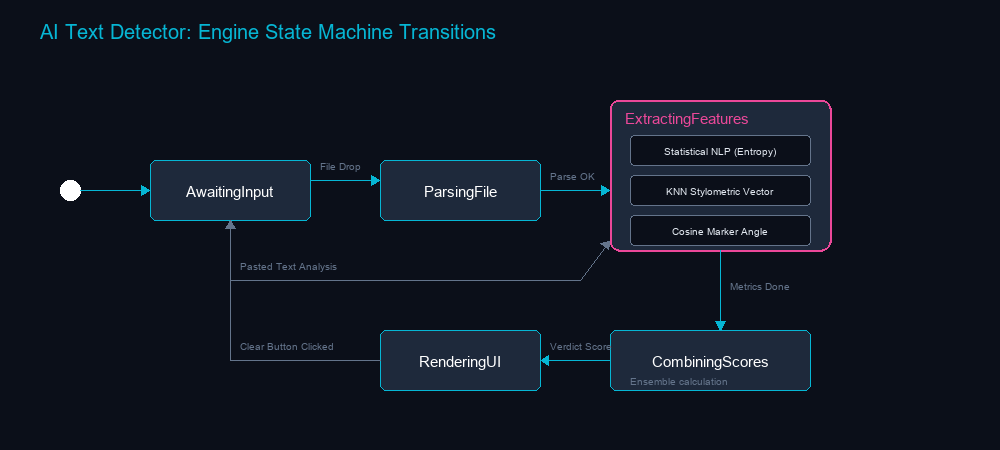 AI Text Detector: Engine State Machine Transitions
ExtractingFeatures
Statistical NLP (Entropy)
File Drop
Parse OK
AwaitingInput
ParsingFile
KNN Stylometric Vector
Cosine Marker Angle
Pasted Text Analysis
Metrics Done
Clear Button Clicked
RenderingUI
Verdict Score
CombiningScores
Ensemble calculation